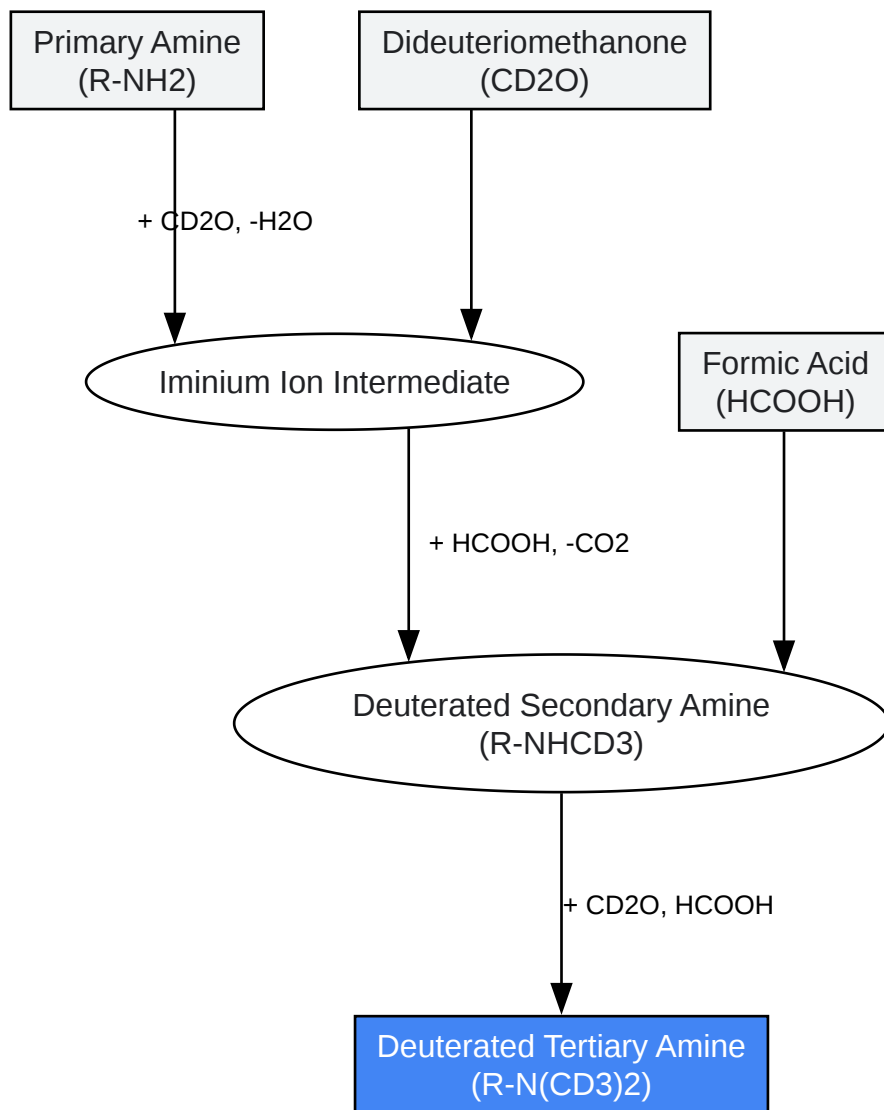 Primary Amine
(R-NH2)
Dideuteriomethanone
(CD2O)
+ CD2O, -H2O
Iminium Ion Intermediate
Formic Acid
(HCOOH)
+ HCOOH, -CO2
Deuterated Secondary Amine
(R-NHCD3)
+ CD2O, HCOOH
Deuterated Tertiary Amine
(R-N(CD3)2)